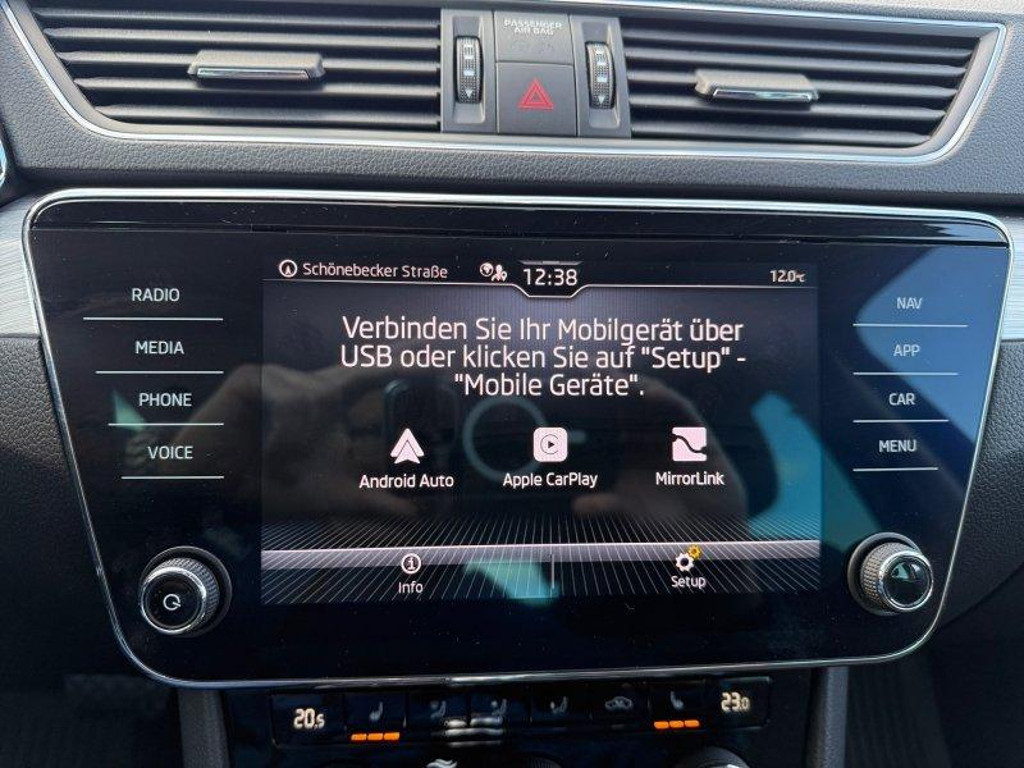 PASSENGER
AIR BAG
Schönebecker Straße
12:38
12.0°C
RADIO
MEDIA
PHONE
VOICE
Verbinden Sie Ihr Mobilgerät über
USB oder klicken Sie auf "Setup" -
"Mobile Geräte".
Android Auto
Apple CarPlay
MirrorLink
Info
Setup
NAV
APP
CAR
MENU
20.5
23.0